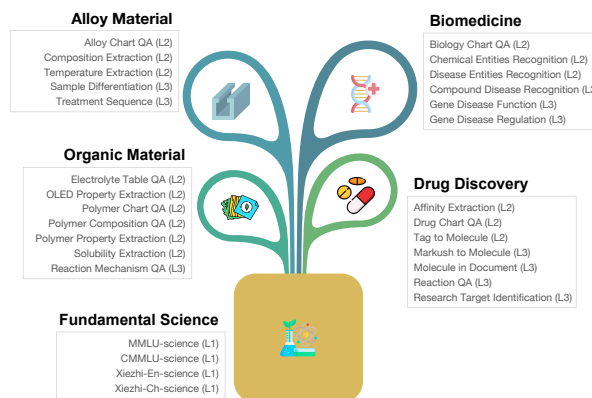 Alloy Material
Alloy Chart QA (L2)
Composition Extraction (L2)
Temperature Extraction (L2)
Sample Differentiation (L3)
Treatment Sequence (L3)
Biomedicine
Biology Chart QA (L2)
Chemical Entities Recognition (L2)
Disease Entities Recognition (L2)
Compound Disease Recognition (L2
Gene Disease Function (L3)
Gene Disease Regulation (L3)
Organic Material
Electrolyte Table QA (L2)
OLED Property Extraction (L2)
Polymer Chart QA (L2)
Polymer Composition QA (L2)
Polymer Property Extraction (L2)
Solubility Extraction (L2)
Reaction Mechanism QA (L3)
Drug Discovery
Affinity Extraction (L2)
Drug Chart QA (L2)
Tag to Molecule (L2)
Markush to Molecule (L3)
Molecule in Document (L3)
Reaction QA (L3)
Research Target Identification (L3)
Fundamental Science
MMLU-science (L1)
CMMLU-science (L1)
Xiezhi-En-science (L1)
Xiezhi-Ch-science (L1)